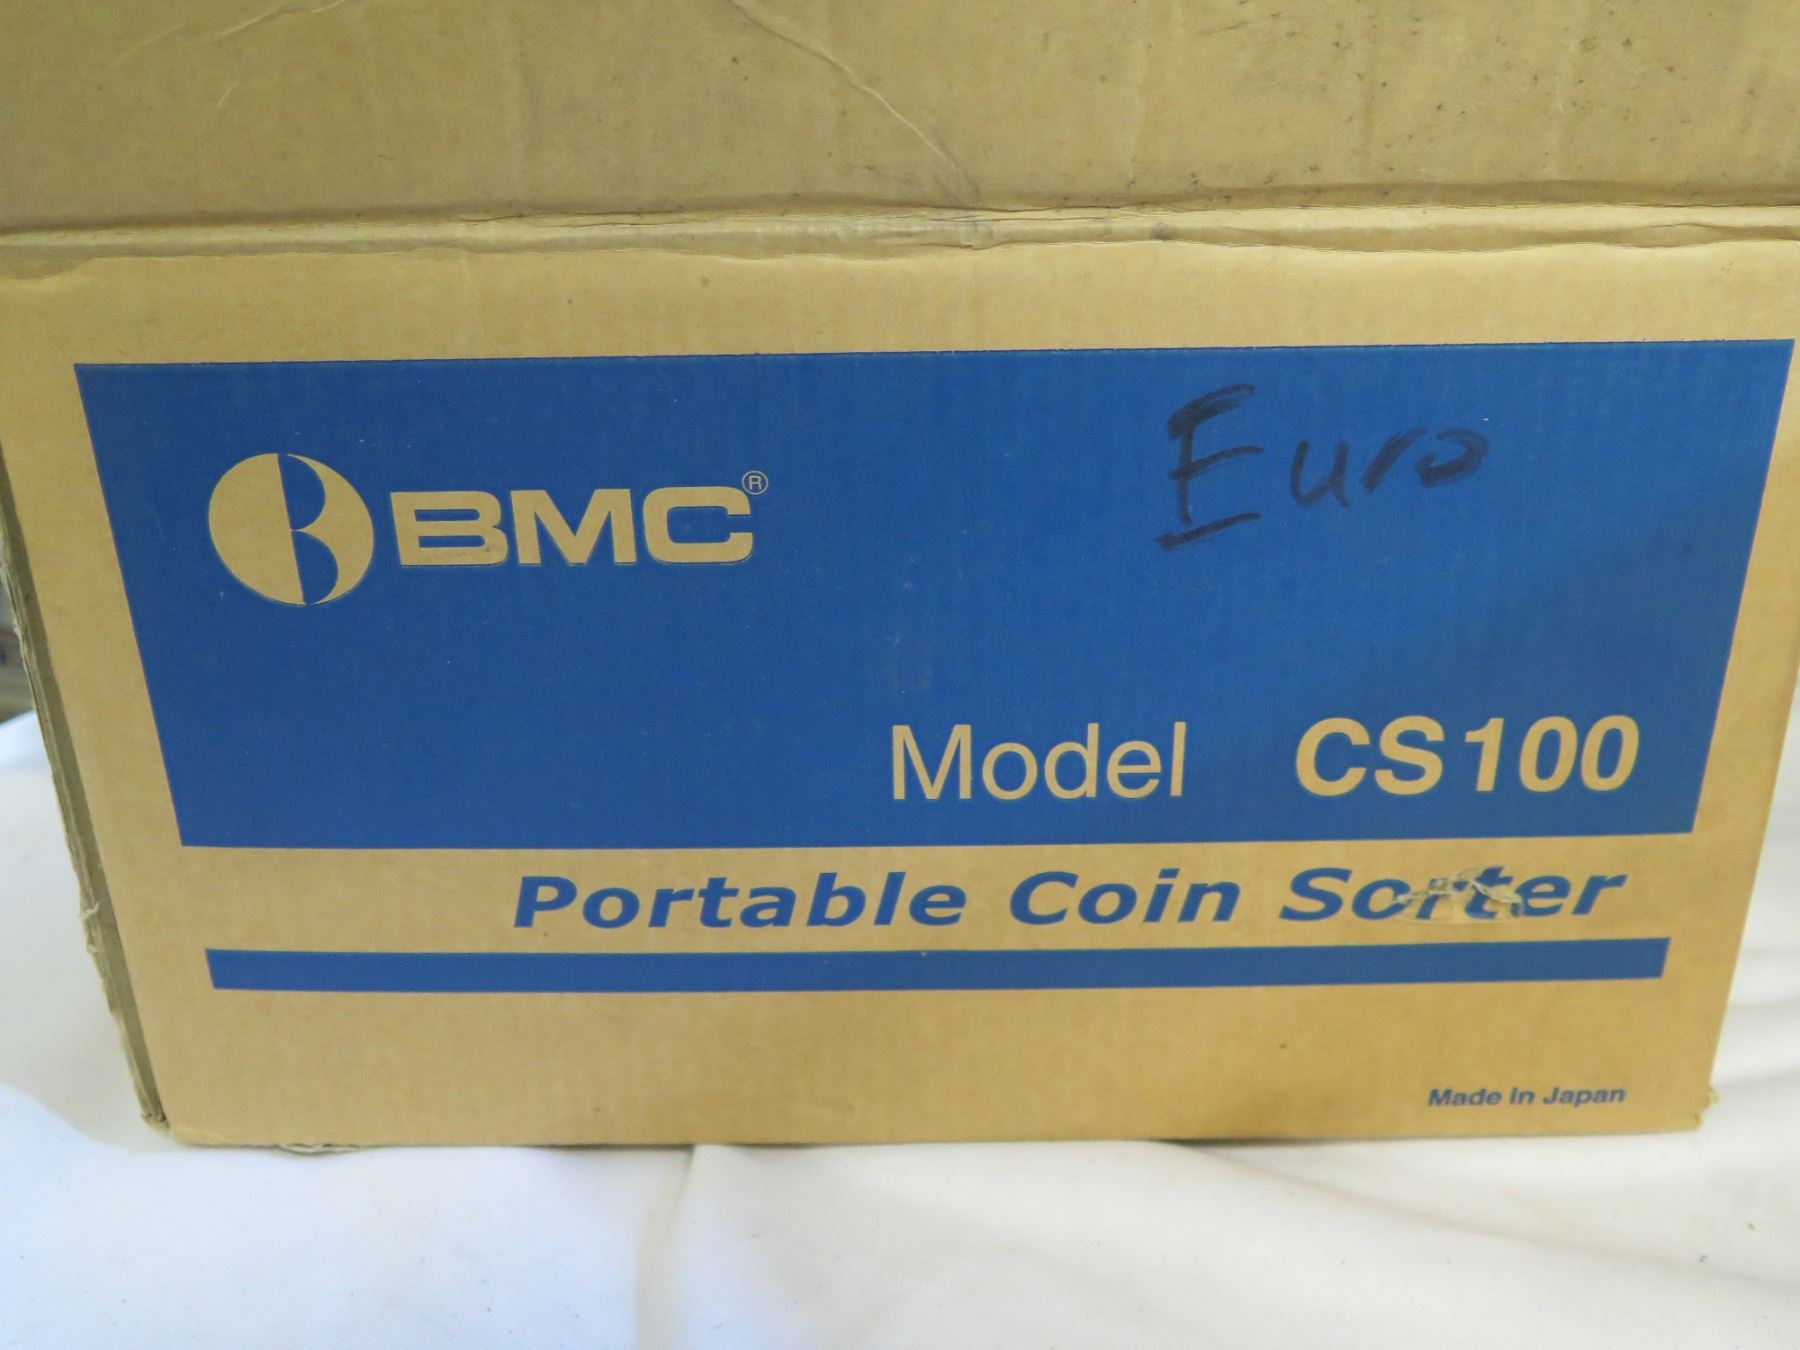 Euro
BMC®
Model CS100
Portable Coin Sorter
Made in Japan